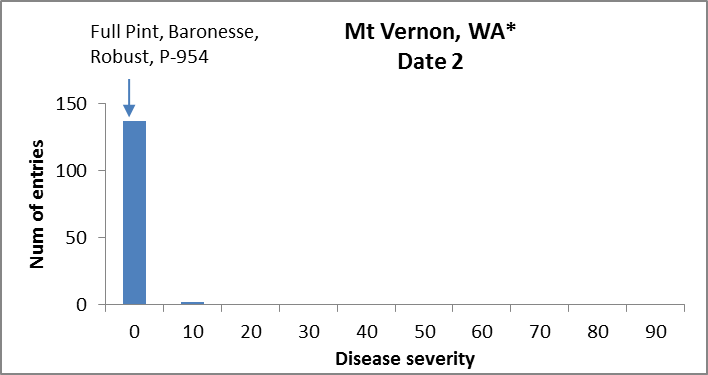 Full Pint, Baronesse,
Robust, P-954
Mt Vernon, WA*
Date 2
150
100
50
0
Num of entries
0 10 20 30 40 50 60 70 80 90
Disease severity